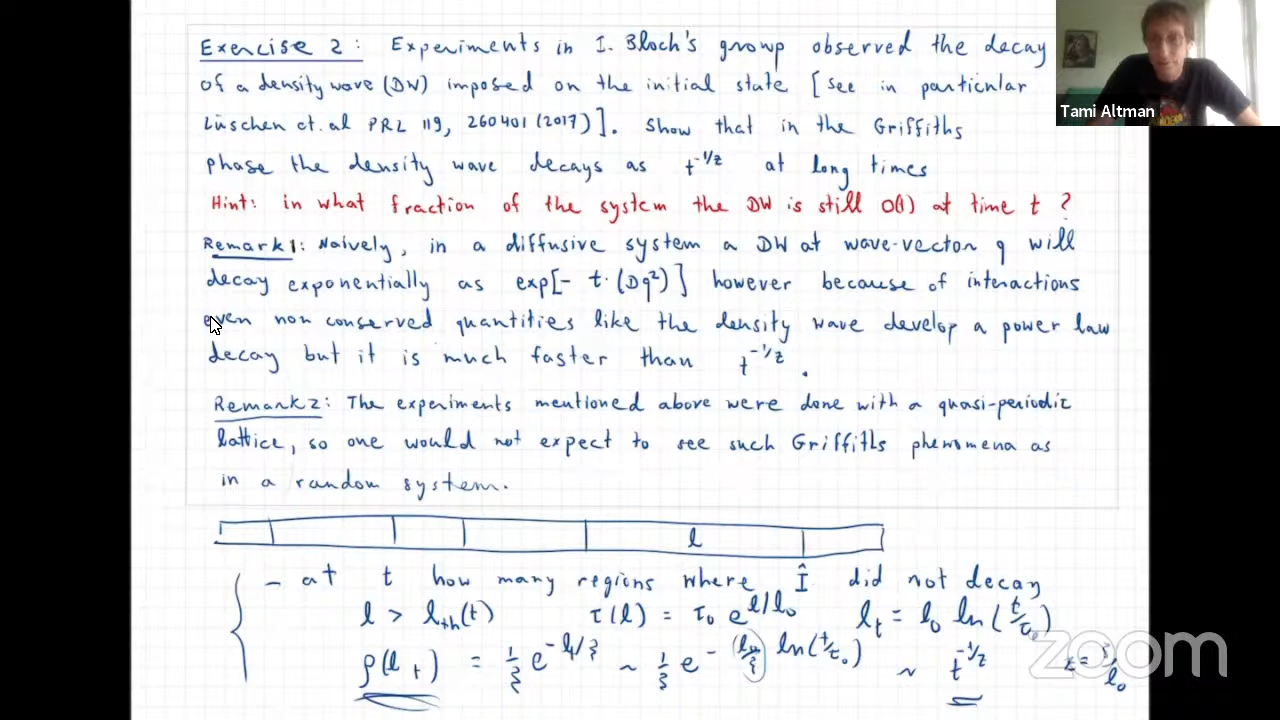 Exercise 2: Experiments in I. Bloch's group observed the decay
of a density wave (DW) imposed on the initial state [see in particular
Lüschen et. al PRL 119, 260401 (2017)]. Show that in the Griffiths
phase the density wave decays as t^{-1/z} at long times
Hint: in what fraction of the system the DW is still O(1) at time t?
Remark 1: Naively, in a diffusive system a DW at wave-vector q will
decay exponentially as exp[- t·(Dq²)] however because of interactions
even non conserved quantities like the density wave develop a power law
decay but it is much faster than t^{-1/z}.
Remark 2: The experiments mentioned above were done with a quasi-periodic
lattice, so one would not expect to see such Griffiths phenomena as
in a random system.
l
- at t how many regions where Î did not decay
l > l_th(t) τ(l) = τ₀ e^{l/l₀} l_t = l₀ ln(t/τ₀)
ρ(l_t) = 1/ξ e^{-l_t/ξ} ~ 1/ξ e^{-(l₀/ξ) ln(t/τ₀)} ~ t^{-1/z} z = ξ/l₀
Tami Altman
zoom